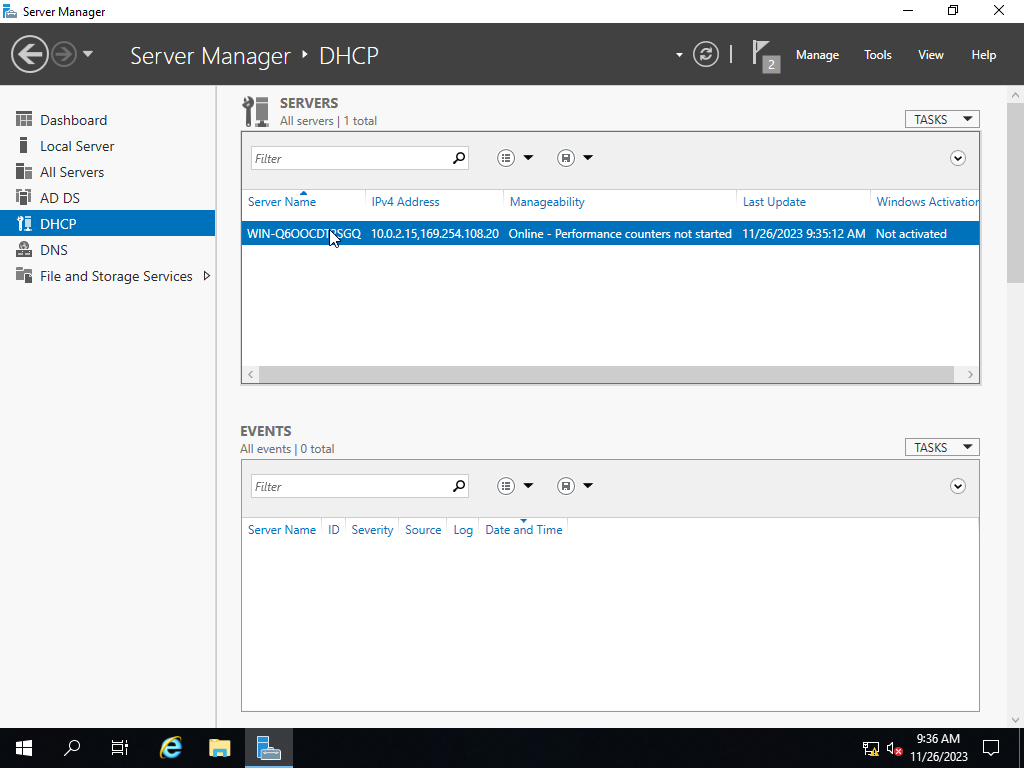 Server Manager
Server Manager ‣ DHCP
2
Manage
Tools
View
Help
Dashboard
Local Server
All Servers
AD DS
DHCP
DNS
File and Storage Services
SERVERS
All servers | 1 total
TASKS
Filter
Server Name IPv4 Address Manageability Last Update Windows Activation
10.0.2.15,169.254.108.20 Online - Performance counters not started 11/26/2023 9:35:12 AM Not activated
EVENTS
All events | 0 total
TASKS
Filter
Server Name ID Severity Source Log Date and Time
9:36 AM
11/26/2023